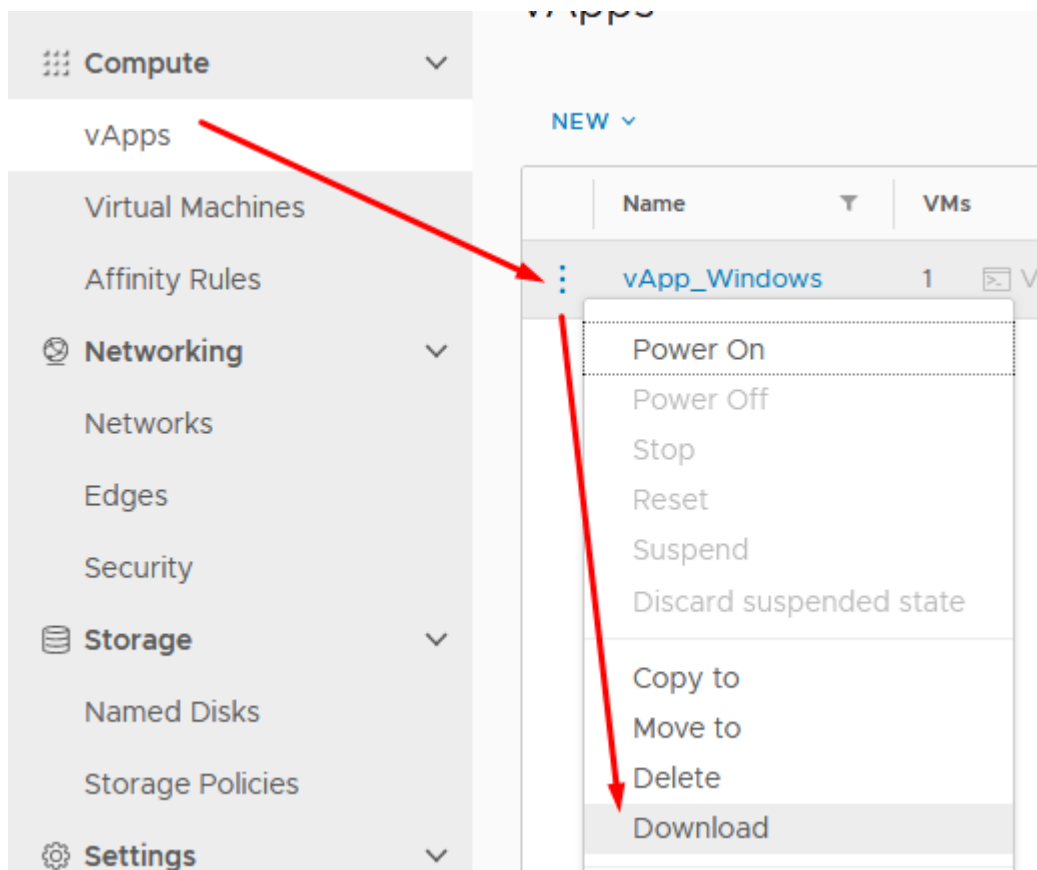 vApps
Compute
vApps
Virtual Machines
Affinity Rules
Networking
Networks
Edges
Security
Storage
Named Disks
Storage Policies
Settings
NEW
Name VMs
vApp_Windows 1 V
Power On
Power Off
Stop
Reset
Suspend
Discard suspended state
Copy to
Move to
Delete
Download